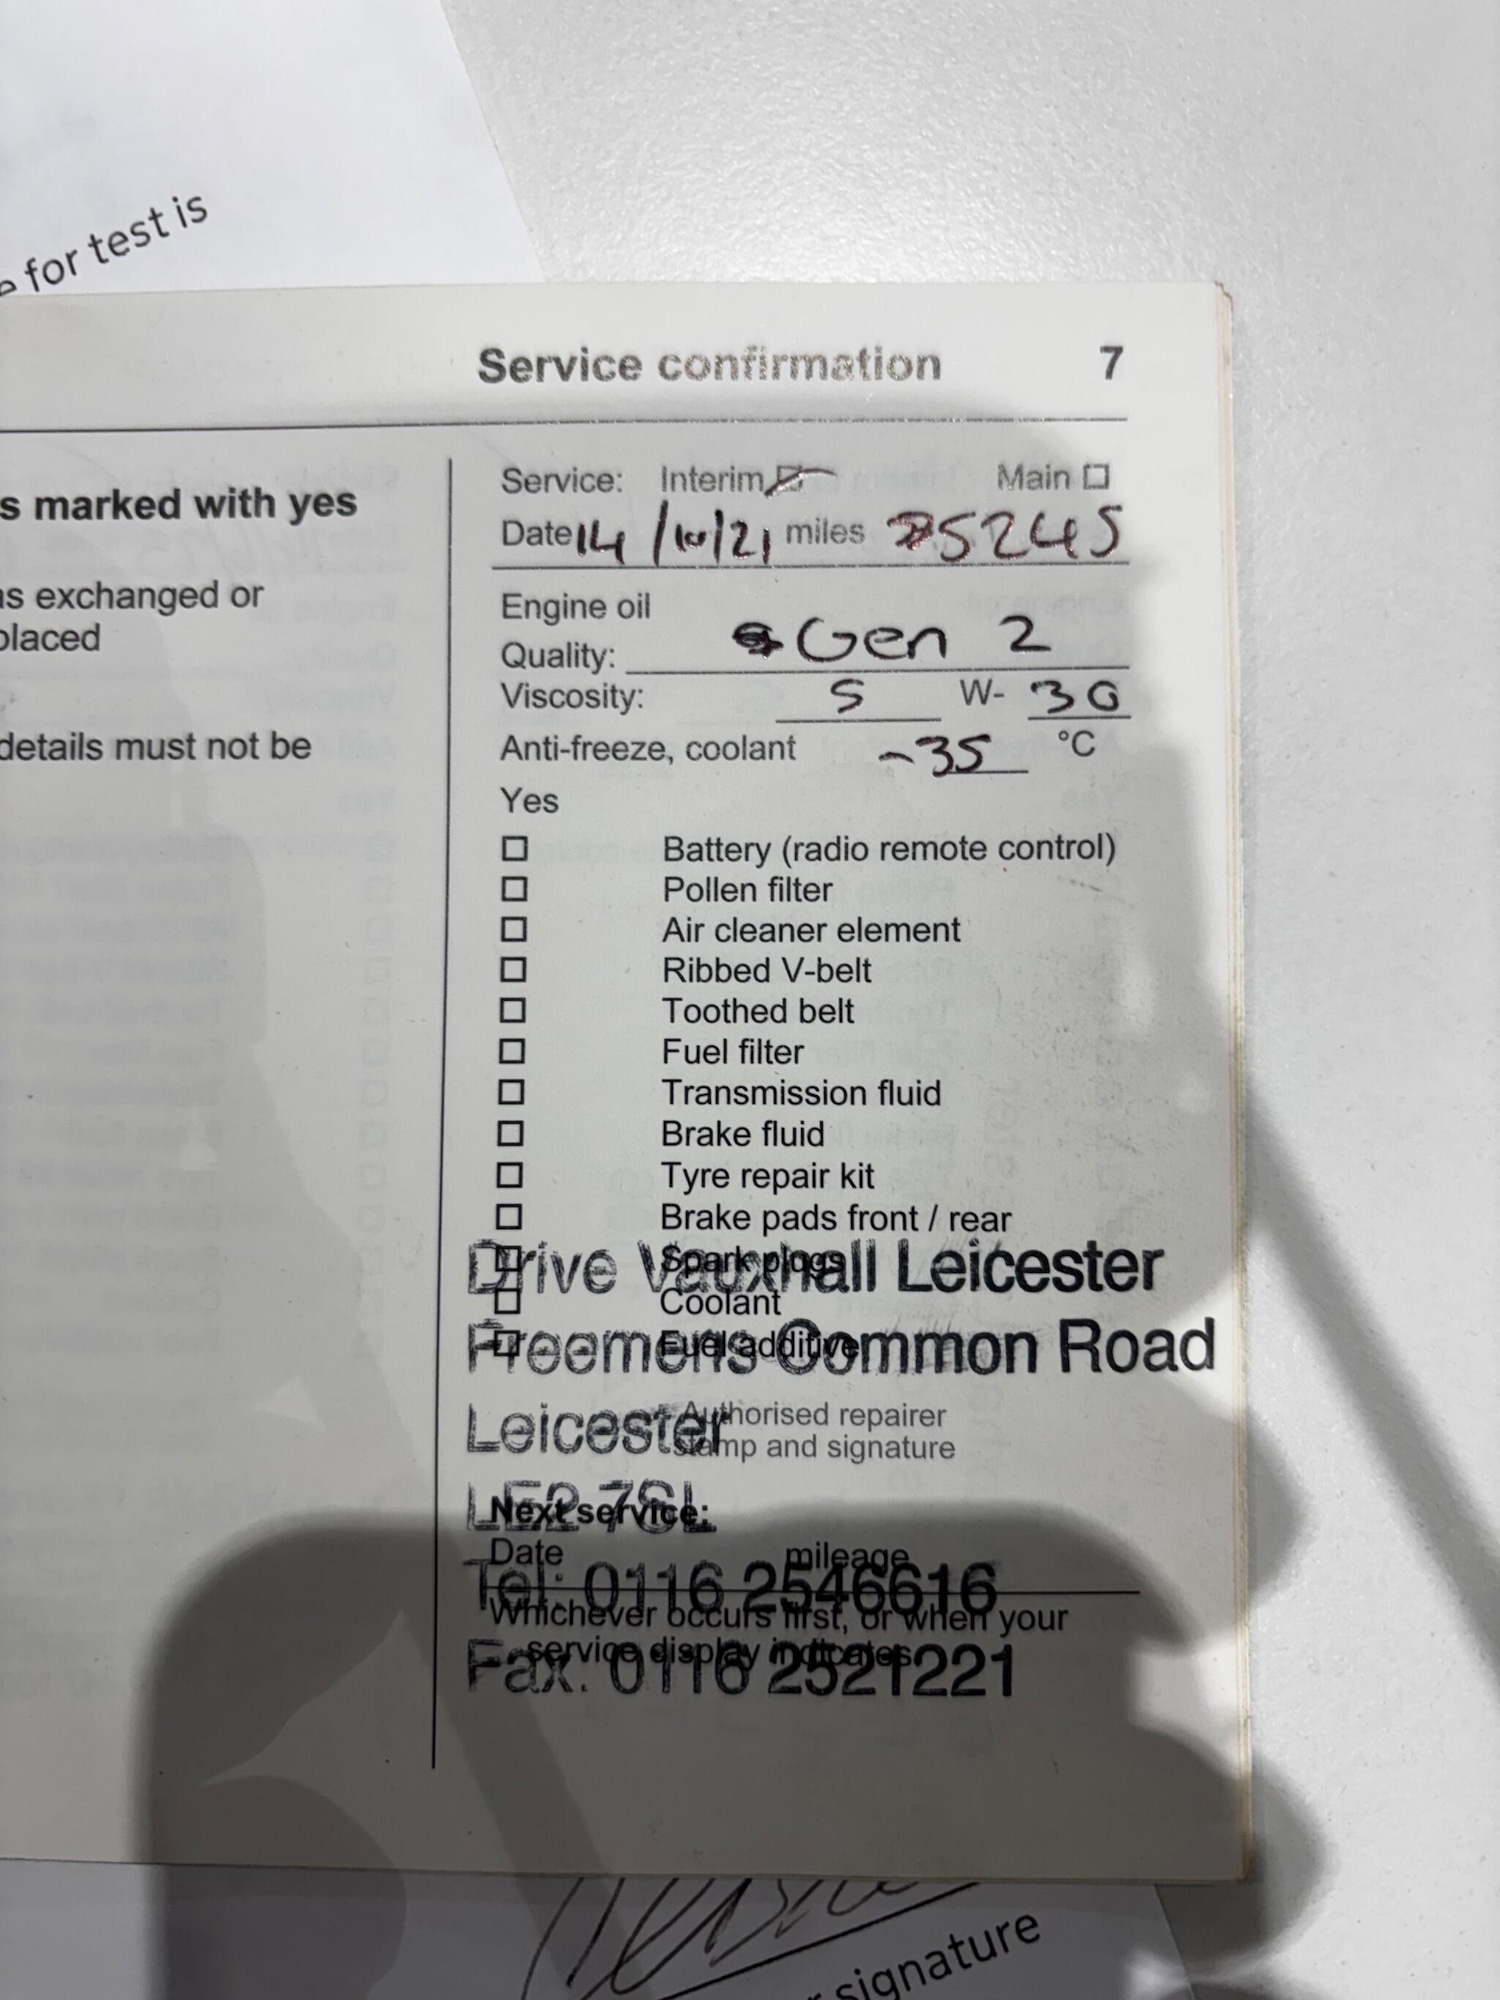 for test is
Service confirmation 7
s marked with yes
as exchanged or
placed
details must not be
Service: Interim Main
Date 14/10/21 miles 25245
Engine oil
Quality: Gen 2
Viscosity: 5 W- 30
Anti-freeze, coolant -35 °C
Yes
Battery (radio remote control)
Pollen filter
Air cleaner element
Ribbed V-belt
Toothed belt
Fuel filter
Transmission fluid
Brake fluid
Tyre repair kit
Brake pads front / rear
Spark plugs
Drive Vauxhall Leicester
Coolant
Fuel additive
Freemens Common Road
Authorised repairer
Leicester
stamp and signature
LE2 7SL
Next service:
Date mileage
Tel: 0116 2546616
Whichever occurs first, or when your
service display indicates.
Fax: 0116 2521221
signature